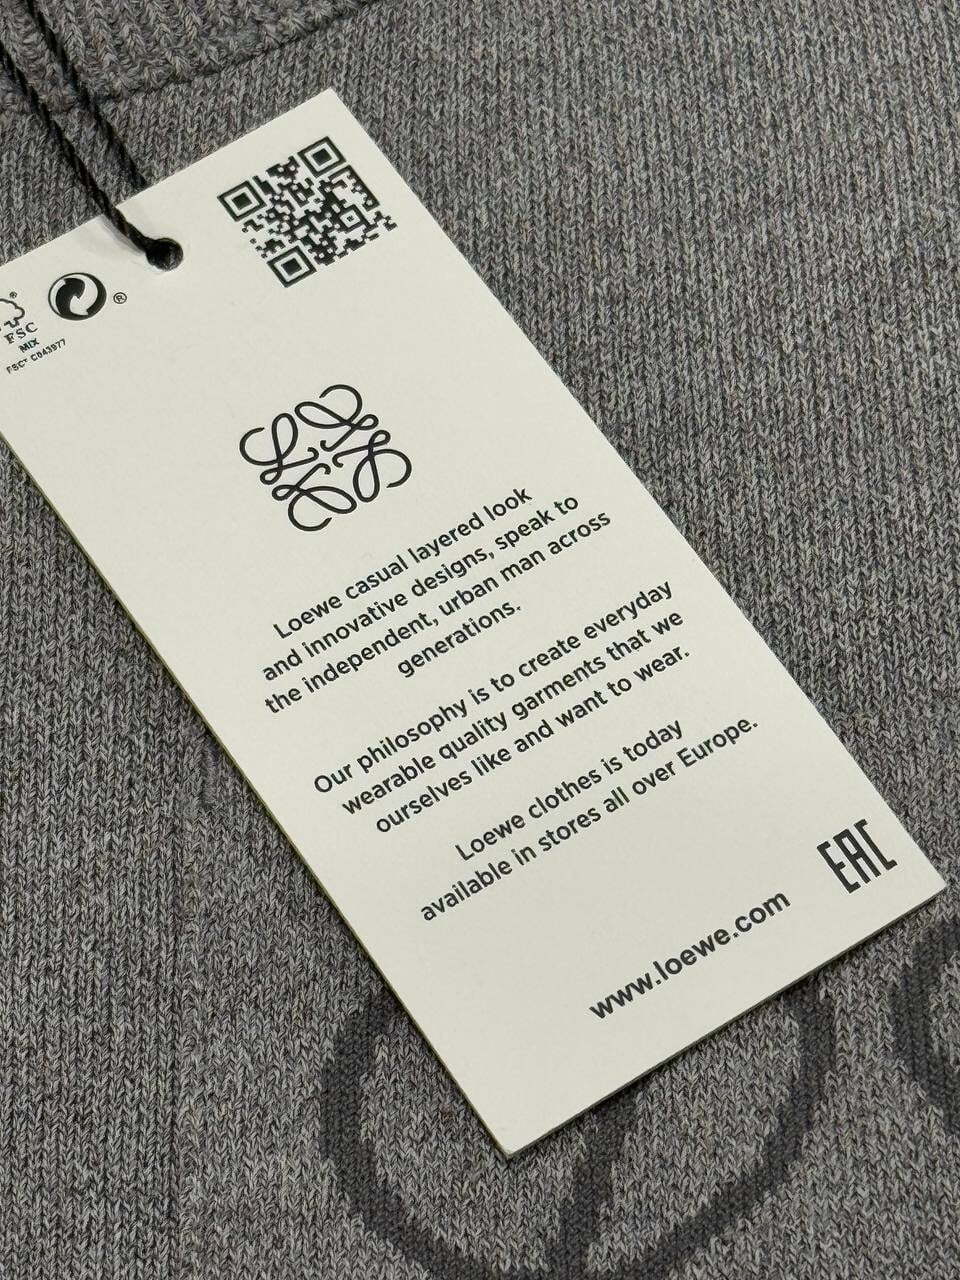 FSC
MIX
FSC® C043977
®
Loewe casual layered look
and innovative designs, speak to
the independent, urban man across
generations.
Our philosophy is to create everyday
wearable quality garments that we
ourselves like and want to wear.
Loewe clothes is today
available in stores all over Europe.
EAC
www.loewe.com